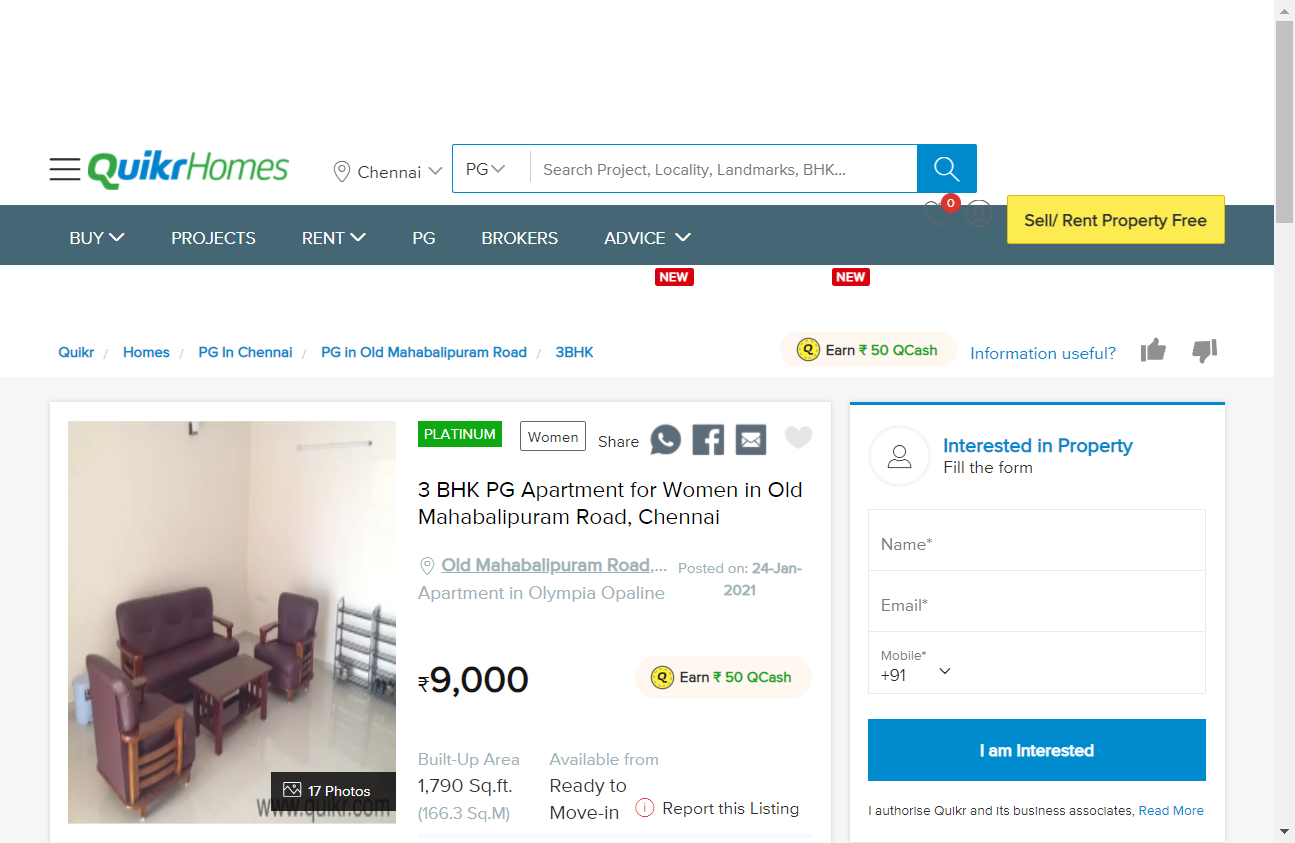 QuikrHomes
Chennai
PG
Search Project, Locality, Landmarks, BHK...
0
Sell/ Rent Property Free
BUY
PROJECTS
RENT
PG
BROKERS
ADVICE
NEW
NEW
Quikr / Homes / PG In Chennai / PG in Old Mahabalipuram Road / 3BHK
Q Earn ₹ 50 QCash
Information useful?
PLATINUM
Women
Share
3 BHK PG Apartment for Women in Old
Mahabalipuram Road, Chennai
Old Mahabalipuram Road,...
Posted on: 24-Jan-
2021
Apartment in Olympia Opaline
₹9,000
Q Earn ₹ 50 QCash
Built-Up Area
1,790 Sq.ft.
(166.3 Sq.M)
Available from
Ready to
Move-in
Report this Listing
17 Photos
www.quikr.com
Interested in Property
Fill the form
Name*
Email*
Mobile*
+91
I am Interested
I authorise Quikr and its business associates, Read More